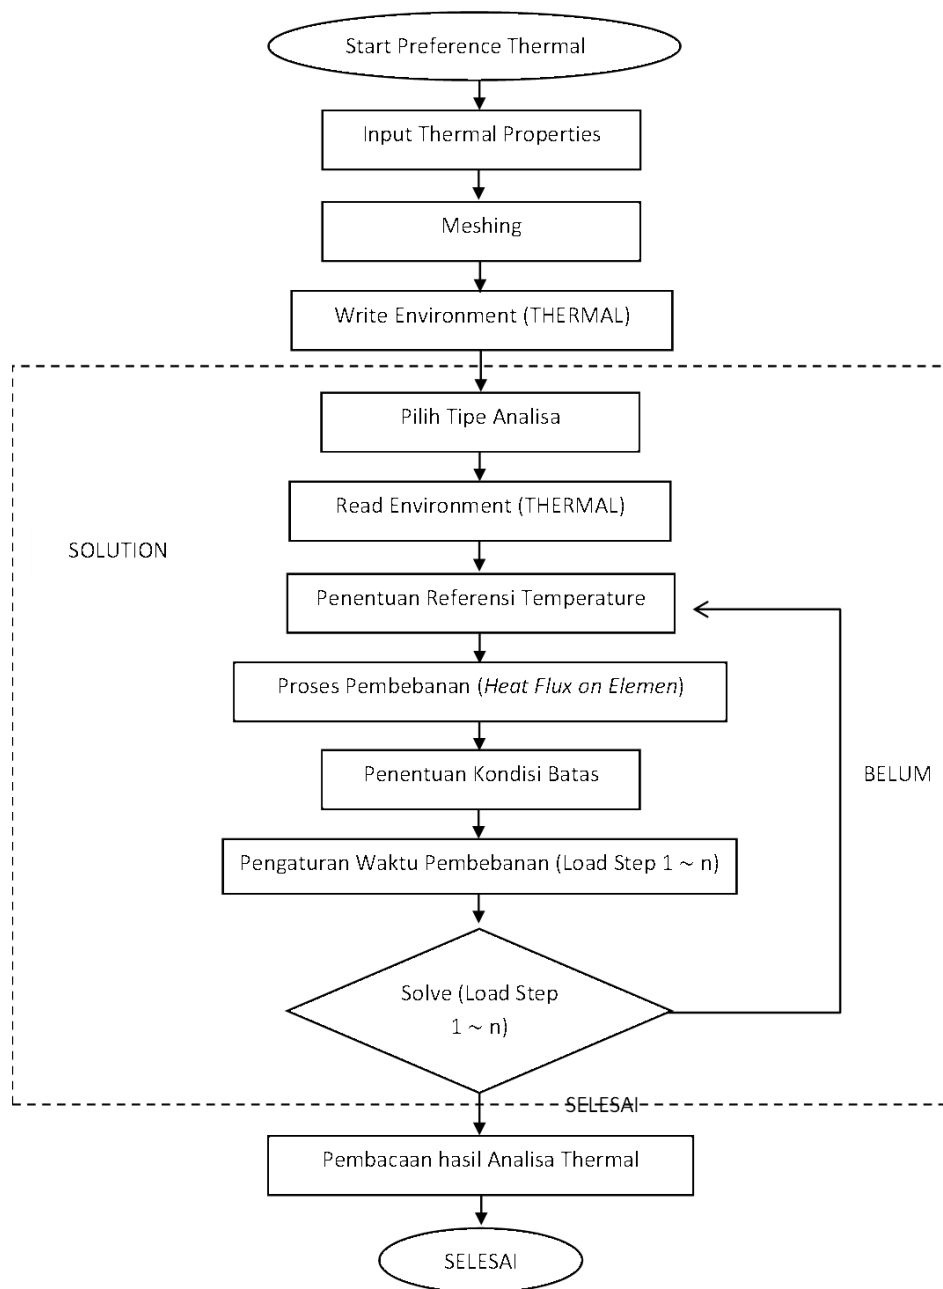 Start Preference Thermal
Input Thermal Properties
Meshing
Write Environment (THERMAL)
Pilih Tipe Analisa
Read Environment (THERMAL)
SOLUTION
Penentuan Referensi Temperature
Proses Pembebanan (Heat Flux on Elemen)
Penentuan Kondisi Batas
BELUM
Pengaturan Waktu Pembebanan (Load Step 1 ~ n)
Solve (Load Step
1 ~ n)
SELESAI
Pembacaan hasil Analisa Thermal
SELESAI